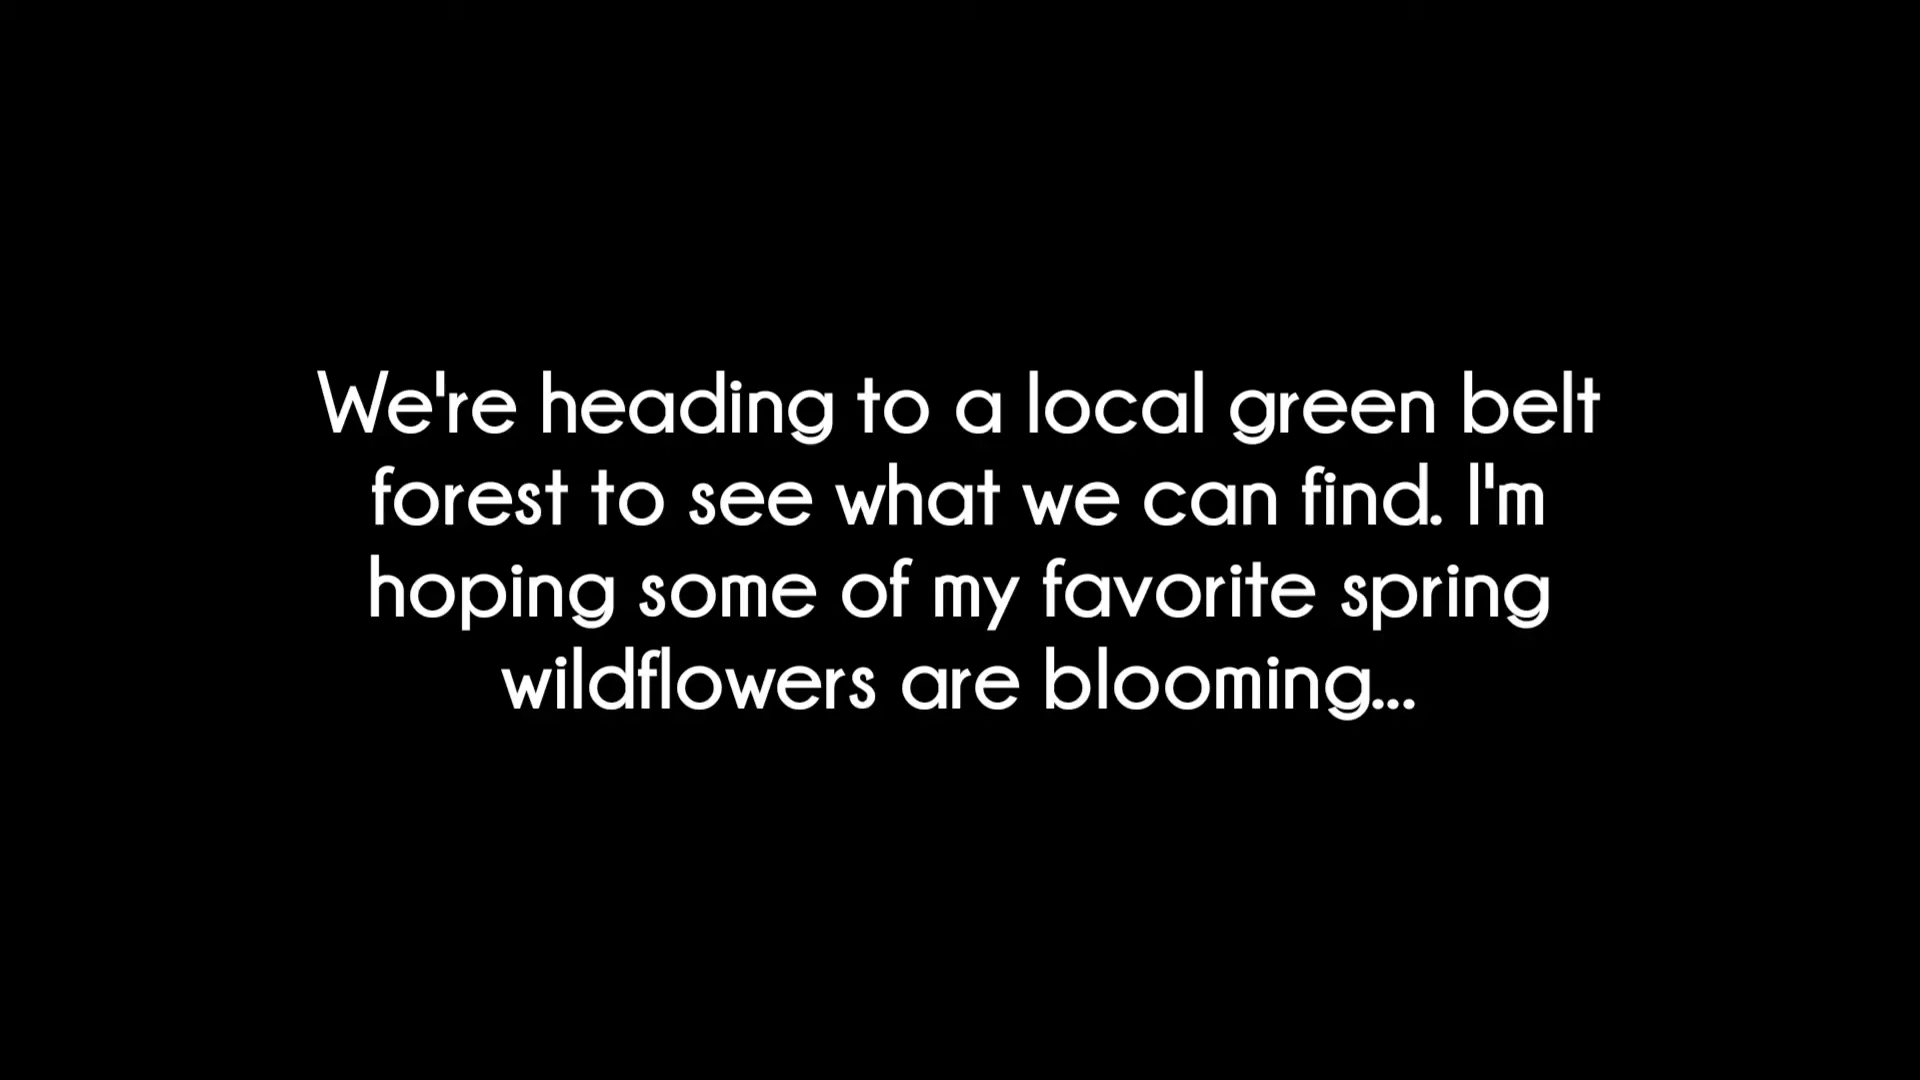 We're heading to a local green belt
forest to see what we can find. I'm
hoping some of my favorite spring
wildflowers are blooming...